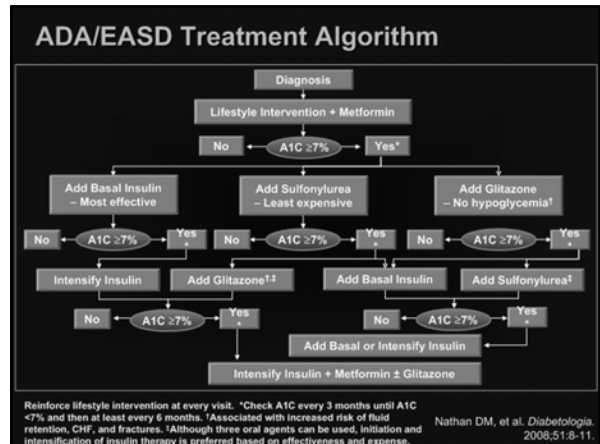 ADA/EASD Treatment Algorithm
Diagnosis
Lifestyle Intervention + Metformin
No
A1C ≥7%
Yes*
Add Basal Insulin
– Most effective
Add Sulfonylurea
– Least expensive
Add Glitazone
– No hypoglycemia†
No
A1C ≥7%
Yes
*
No
A1C ≥7%
Yes
*
No
A1C ≥7%
Yes
*
Intensify Insulin
Add Glitazone†,‡
Add Basal Insulin
Add Sulfonylurea‡
No
A1C ≥7%
Yes
*
No
A1C ≥7%
Yes
*
Add Basal or Intensify Insulin
Intensify Insulin + Metformin ± Glitazone
Reinforce lifestyle intervention at every visit. *Check A1C every 3 months until A1C
<7% and then at least every 6 months. †Associated with increased risk of fluid
retention, CHF, and fractures. ‡Although three oral agents can be used, initiation and
intensification of insulin therapy is preferred based on effectiveness and expense.
Nathan DM, et al. Diabetologia.
2008;51:8-11.